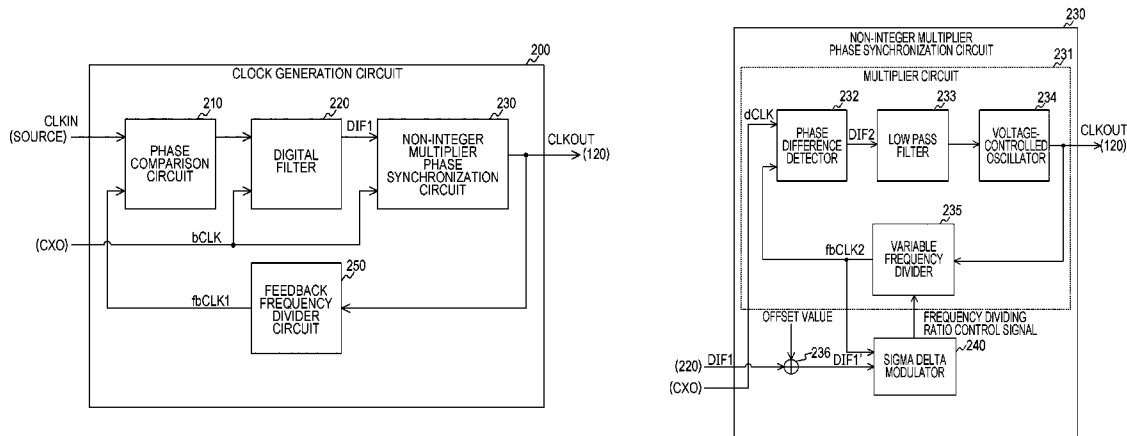 200
CLOCK GENERATION CIRCUIT
CLKIN
(SOURCE)
210
PHASE
COMPARISON
CIRCUIT
220
DIGITAL
FILTER
DIF1
230
NON-INTEGER
MULTIPLIER
PHASE
SYNCHRONIZATION
CIRCUIT
CLKOUT
(120)
(CXO)
bCLK
250
FEEDBACK
FREQUENCY
DIVIDER
CIRCUIT
fbCLK1
230
NON-INTEGER MULTIPLIER
PHASE SYNCHRONIZATION CIRCUIT
231
MULTIPLIER CIRCUIT
dCLK
232
PHASE
DIFFERENCE
DETECTOR
DIF2
233
LOW PASS
FILTER
234
VOLTAGE-
CONTROLLED
OSCILLATOR
CLKOUT
(120)
235
VARIABLE
FREQUENCY
DIVIDER
fbCLK2
OFFSET VALUE
FREQUENCY DIVIDING
RATIO CONTROL SIGNAL
240
SIGMA DELTA
MODULATOR
236
(220)
DIF1
DIF1'
(CXO)